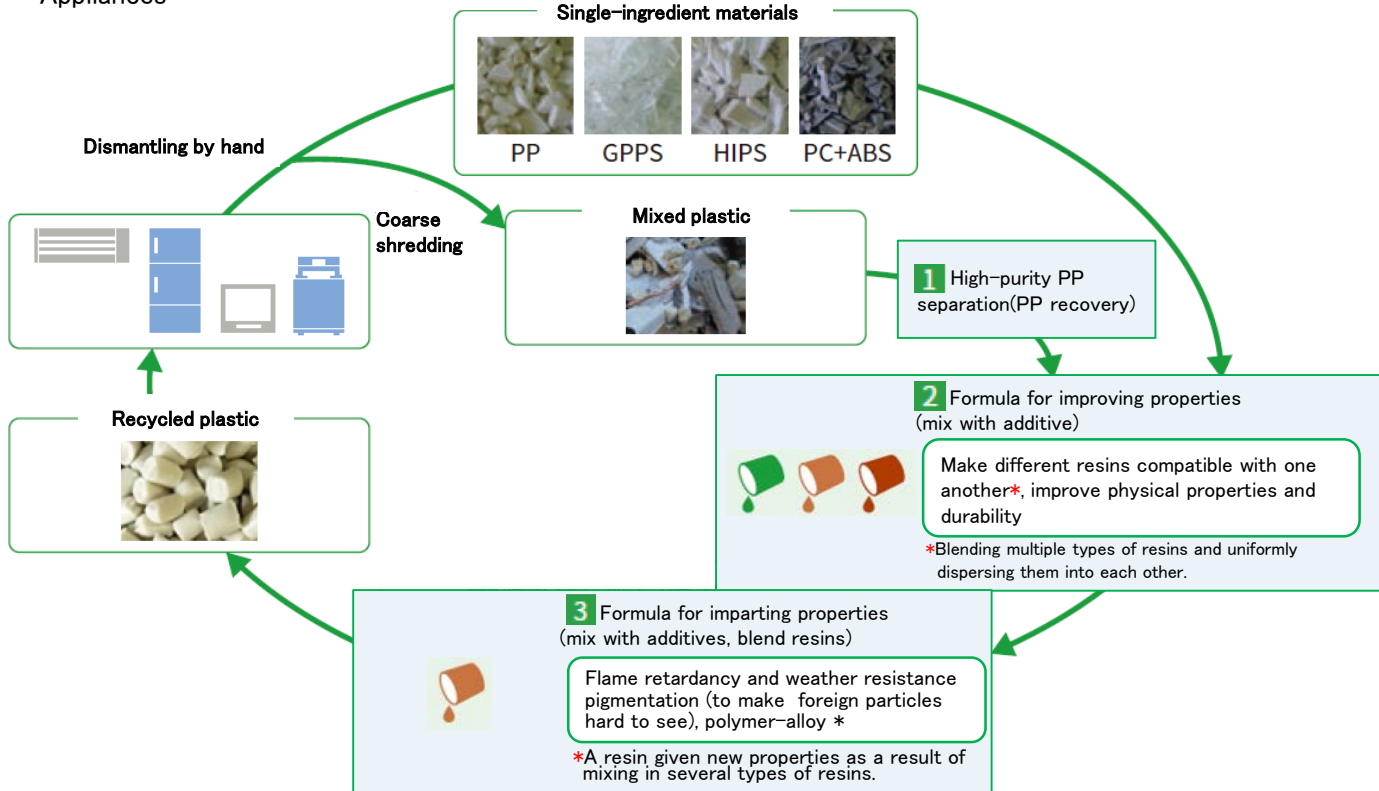 Appliances
Single-ingredient materials
PP
GPPS
HIPS
PC+ABS
Dismantling by hand
Coarse
shredding
Mixed plastic
1 High-purity PP
separation(PP recovery)
2 Formula for improving properties
(mix with additive)
Make different resins compatible with one
another*, improve physical properties and
durability
*Blending multiple types of resins and uniformly
dispersing them into each other.
Recycled plastic
3 Formula for imparting properties
(mix with additives, blend resins)
Flame retardancy and weather resistance
pigmentation (to make foreign particles
hard to see), polymer-alloy *
*A resin given new properties as a result of
mixing in several types of resins.